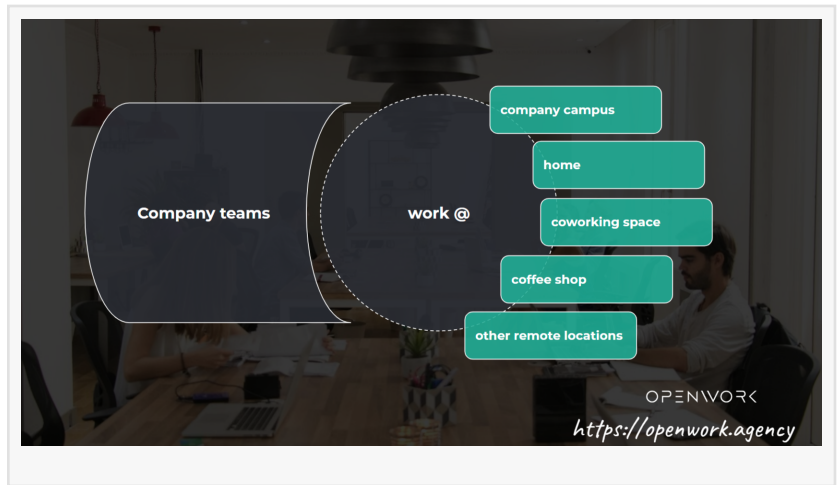 Company teams
work @
company campus
home
coworking space
coffee shop
other remote locations
OPENWORK
https://openwork.agency